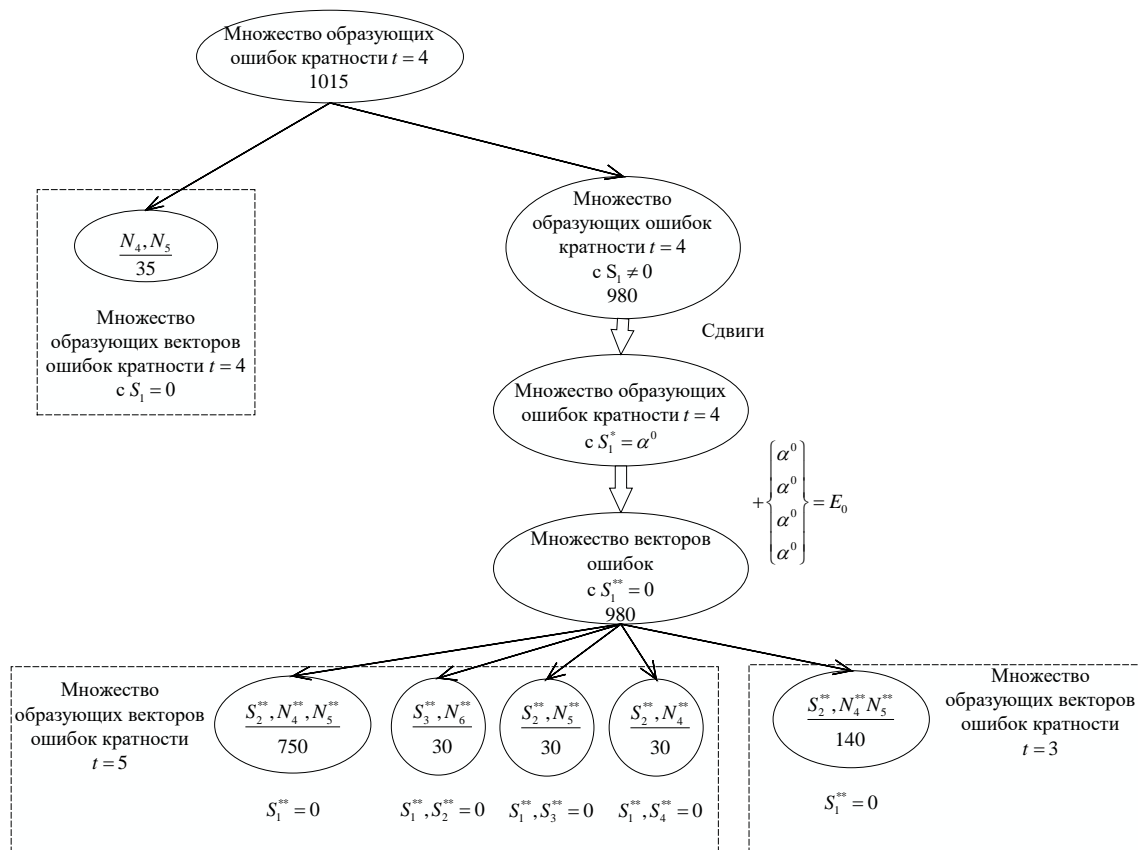 Множество образующих
ошибок кратности t = 4
1015
N₄, N₅
35
Множество
образующих векторов
ошибок кратности t = 4
с S₁ = 0
Множество
образующих ошибок
кратности t = 4
с S₁ ≠ 0
980
Сдвиги
Множество образующих
ошибок кратности t = 4
с S₁* = α⁰
+ { α⁰
α⁰
α⁰
α⁰ } = E₀
Множество векторов
ошибок
с S₁** = 0
980
Множество
образующих векторов
ошибок кратности
t = 5
S₂**, N₄**, N₅**
750
S₁** = 0
S₃**, N₆**
30
S₁**, S₂** = 0
S₂**, N₅**
30
S₁**, S₃** = 0
S₂**, N₄**
30
S₁**, S₄** = 0
S₂**, N₄** N₅**
140
S₁** = 0
Множество
образующих векторов
ошибок кратности
t = 3